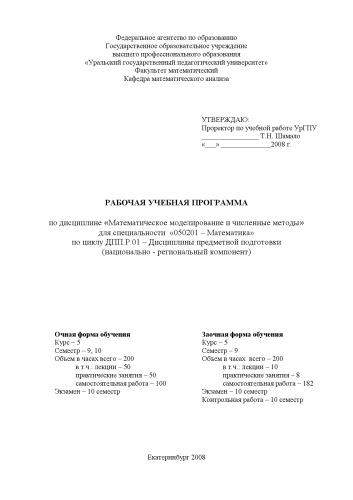 Федеральное агентство по образованию
Государственное образовательное учреждение
высшего профессионального образования
«Уральский государственный педагогический университет»
Факультет математический
Кафедра математического анализа
УТВЕРЖДАЮ:
Проректор по учебной работе УрГПУ
________________ Т.Н. Шамало
«___» ______________2008 г.
РАБОЧАЯ УЧЕБНАЯ ПРОГРАММА
по дисциплине «Математическое моделирование и численные методы»
для специальности «050201 – Математика»
по циклу ДПП.Р.01 – Дисциплины предметной подготовки
(национально - региональный компонент)
Очная форма обучения
Курс – 5
Семестр – 9, 10
Объем в часах всего – 200
в т.ч.: лекции – 50
практические занятия – 50
самостоятельная работа – 100
Экзамен – 10 семестр
Заочная форма обучения
Курс – 5
Семестр – 9
Объем в часах всего – 200
в т.ч.: лекции – 10
практические занятия – 8
самостоятельная работа – 182
Экзамен – 10 семестр
Контрольная работа – 10 семестр
Екатеринбург 2008